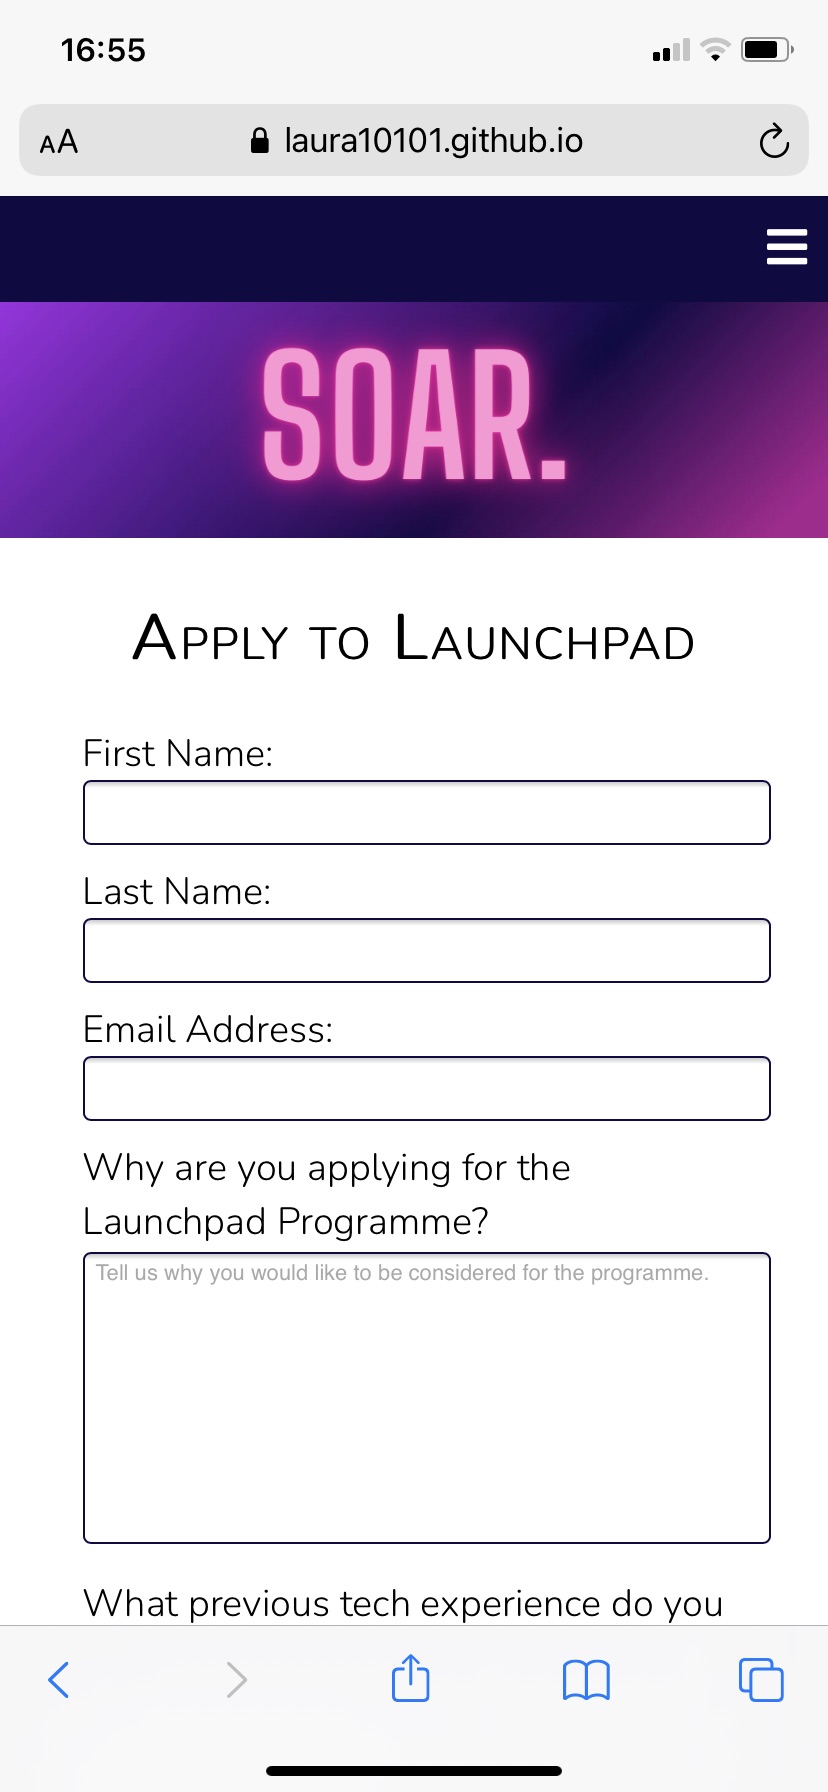 16:55
AA laura10101.github.io
SOAR.
Apply to Launchpad
First Name:
Last Name:
Email Address:
Why are you applying for the
Launchpad Programme?
Tell us why you would like to be considered for the programme.
What previous tech experience do you